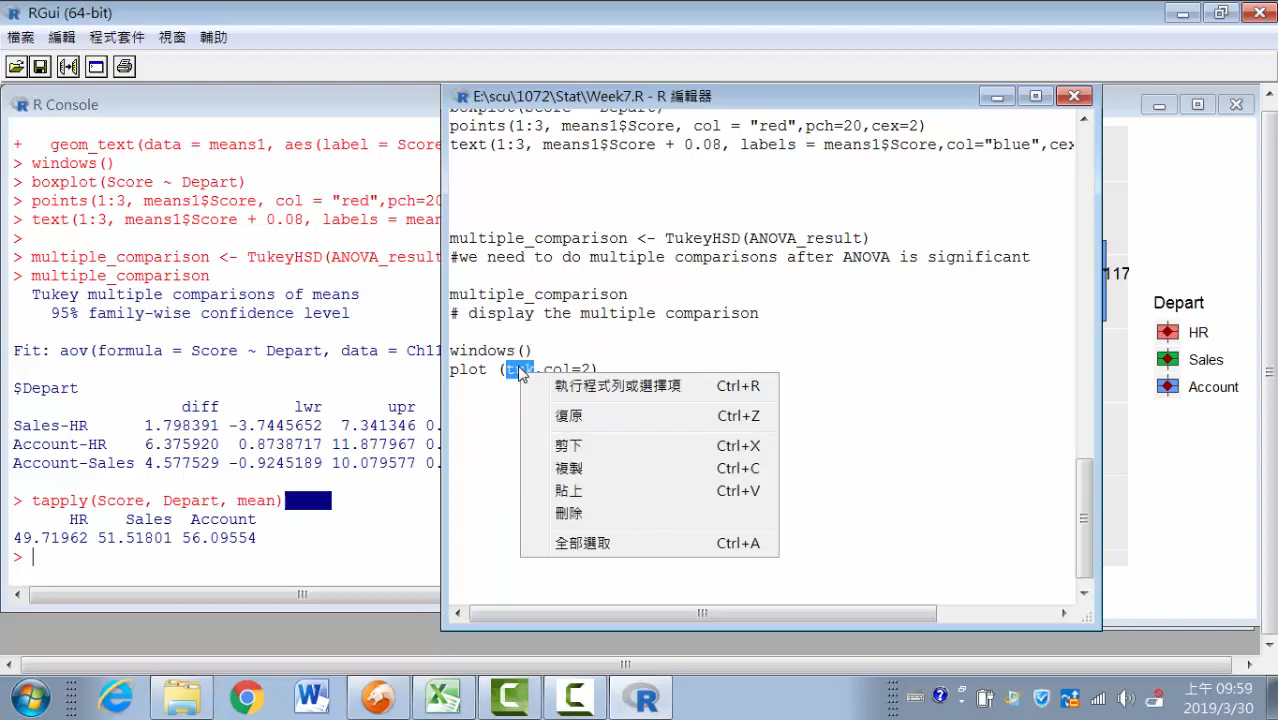 RGui (64-bit)
檔案 編輯 程式套件 視窗 輔助
R Console
+ geom_text(data = means1, aes(label = Score
> windows()
> boxplot(Score ~ Depart)
> points(1:3, means1$Score, col = "red",pch=20
> text(1:3, means1$Score + 0.08, labels = mean
>
> multiple_comparison <- TukeyHSD(ANOVA_result
> multiple_comparison
Tukey multiple comparisons of means
95% family-wise confidence level
Fit: aov(formula = Score ~ Depart, data = Ch11
$Depart
diff lwr upr
Sales-HR 1.798391 -3.7445652 7.341346 0.
Account-HR 6.375920 0.8738717 11.877967 0.
Account-Sales 4.577529 -0.9245189 10.079577 0.
> tapply(Score, Depart, mean)
HR Sales Account
49.71962 51.51801 56.09554
>
E:\scu\1072\Stat\Week7.R - R 編輯器
boxplot(Score ~ Depart)
points(1:3, means1$Score, col = "red",pch=20,cex=2)
text(1:3, means1$Score + 0.08, labels = means1$Score,col="blue",cex
multiple_comparison <- TukeyHSD(ANOVA_result)
#we need to do multiple comparisons after ANOVA is significant
multiple_comparison
# display the multiple comparison
windows()
plot (tuk,col=2)
執行程式列或選擇項 Ctrl+R
復原 Ctrl+Z
剪下 Ctrl+X
複製 Ctrl+C
貼上 Ctrl+V
刪除
全部選取 Ctrl+A
117
Depart
HR
Sales
Account
上午 09:59
2019/3/30